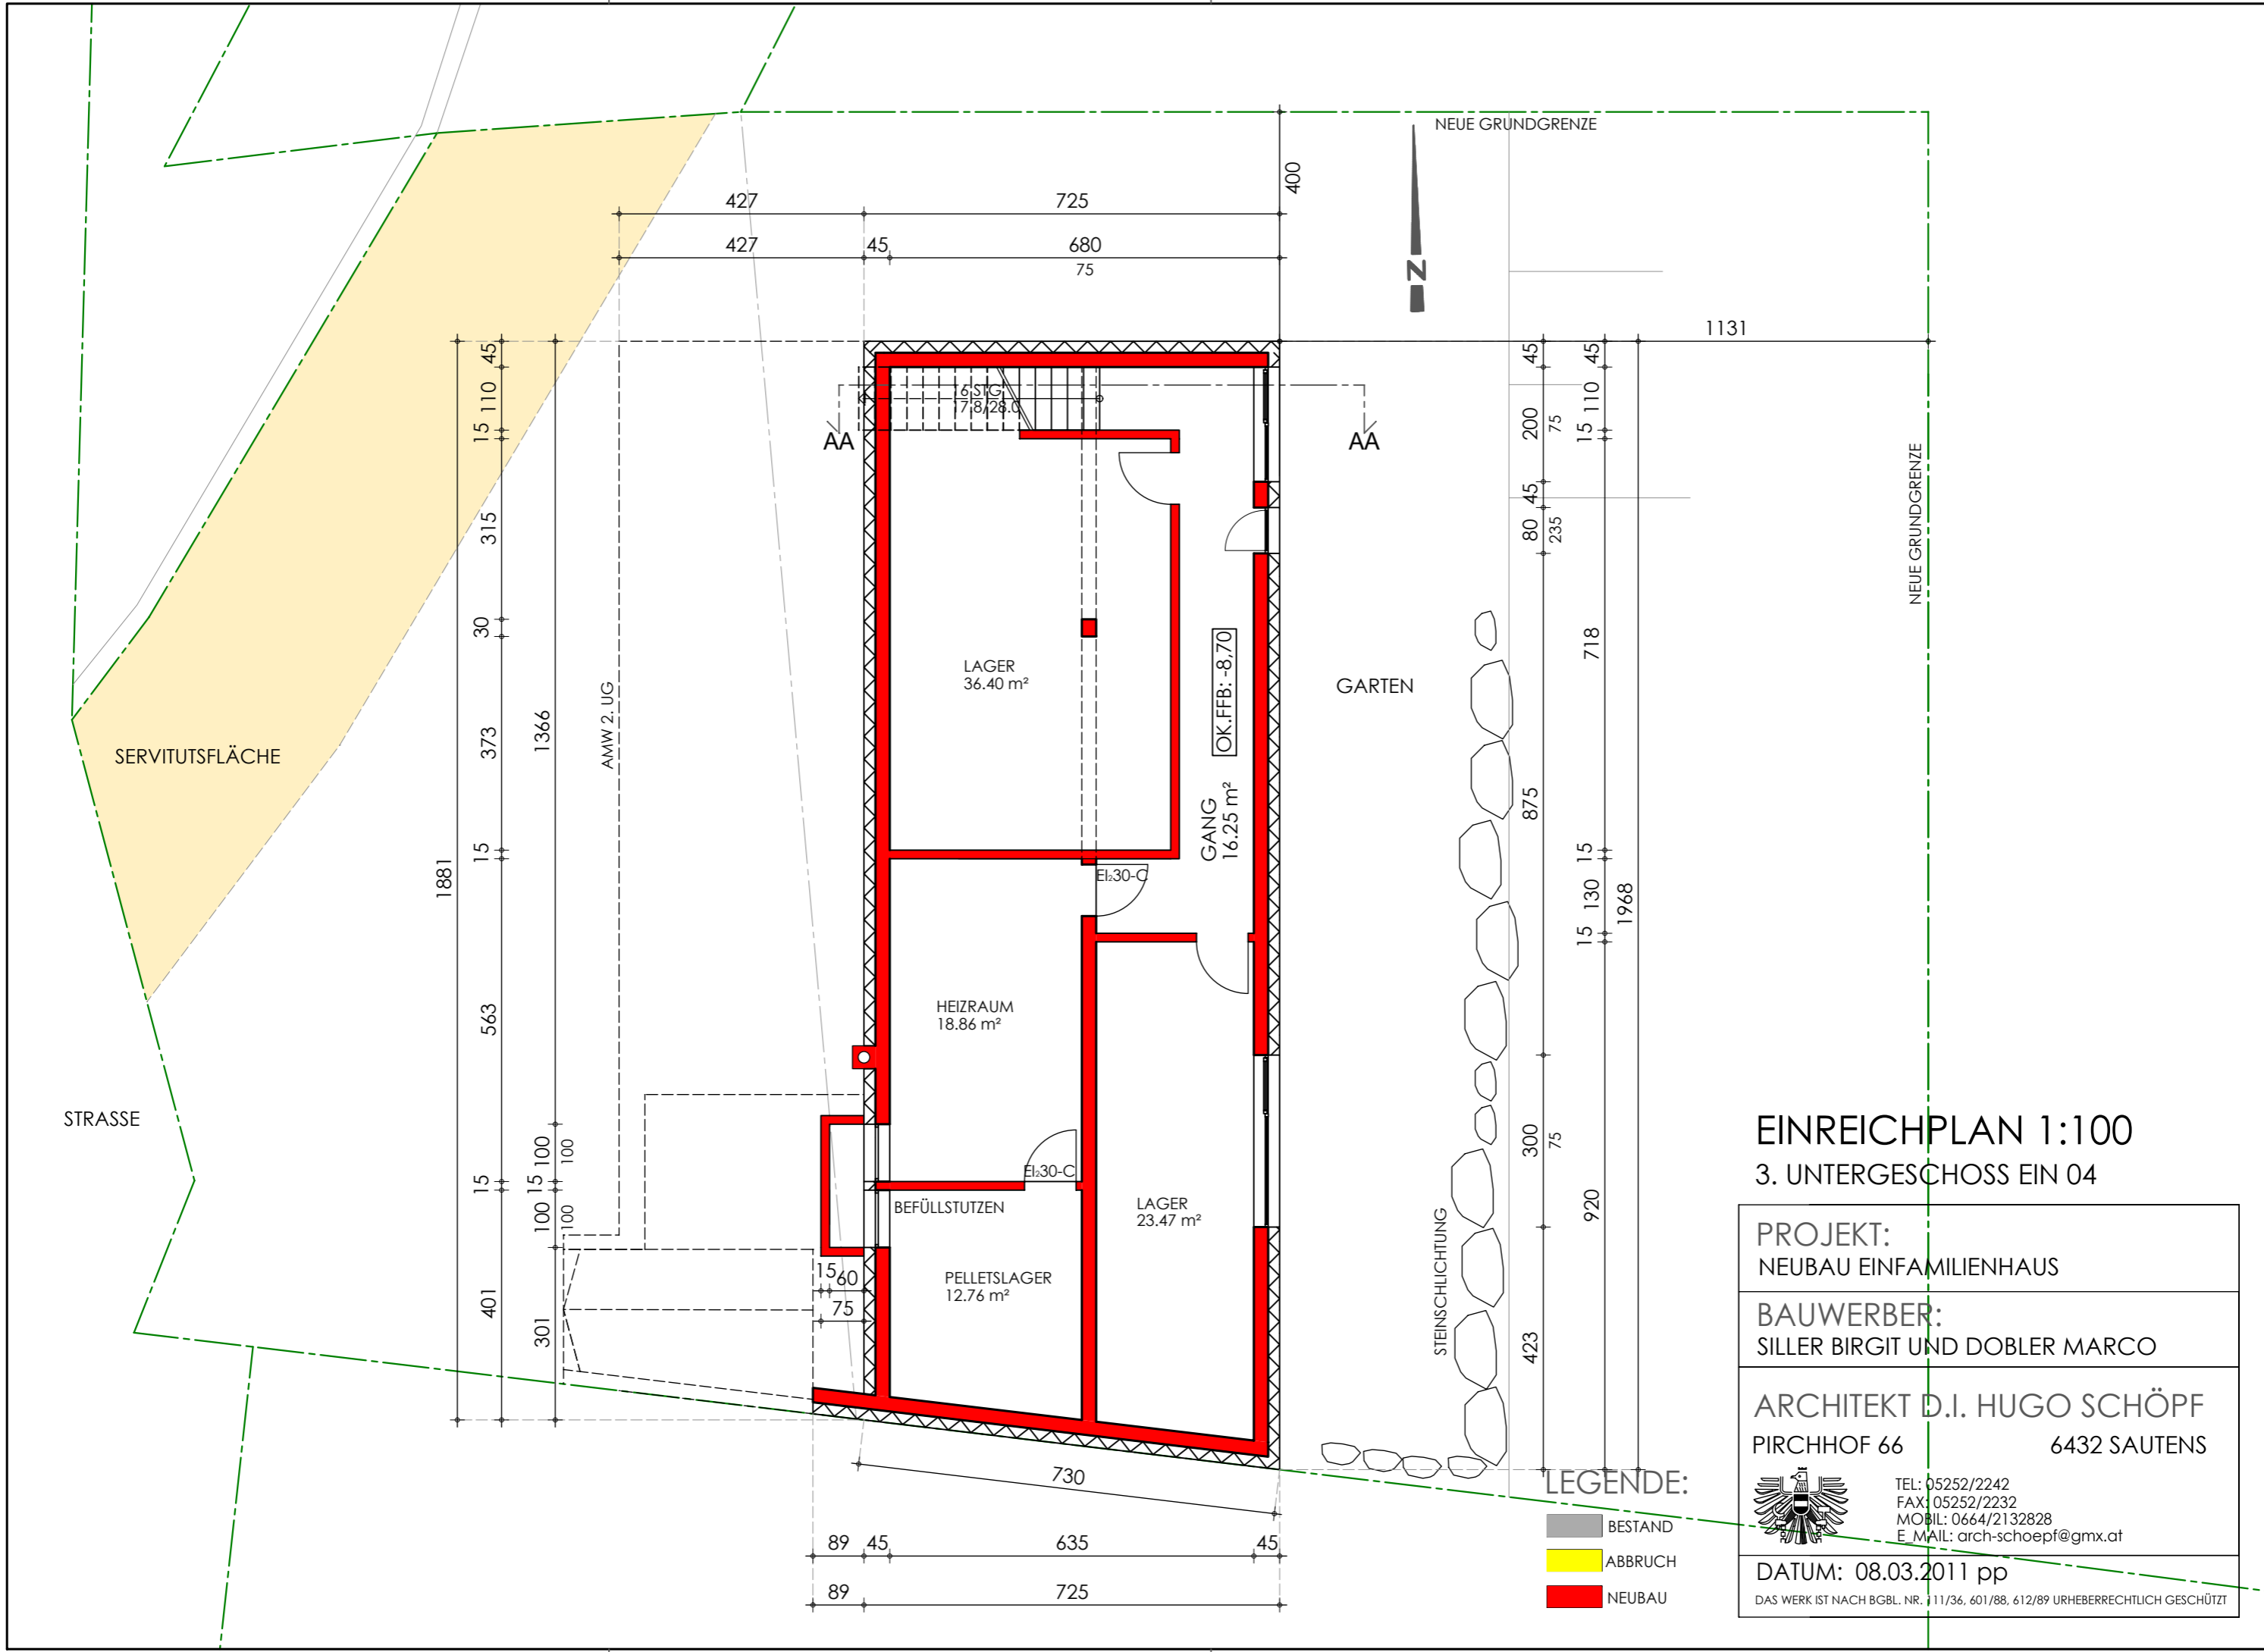 NEUE GRUNDGRENZE
400
427
725
427
45
680
75
N
1131
45
110
15
315
30
373
15
563
15
401
1881
1366
100
100
15
100
100
301
AMW 2. UG
SERVITUTSFLÄCHE
STRASSE
16 STG
17.8/28.0
AA
AA
LAGER
36.40 m²
OK.FFB: -8,70
GANG
16.25 m²
GARTEN
EI₂30-C
HEIZRAUM
18.86 m²
EI₂30-C
BEFÜLLSTUTZEN
PELLETSLAGER
12.76 m²
LAGER
23.47 m²
15
60
75
730
89
45
635
45
89
725
45
200
75
45
80
235
875
300
75
423
45
110
15
718
15
130
15
920
1968
NEUE GRUNDGRENZE
STEINSCHLICHTUNG
LEGENDE:
BESTAND
ABBRUCH
NEUBAU
EINREICHPLAN 1:100
3. UNTERGESCHOSS EIN 04
PROJEKT:
NEUBAU EINFAMILIENHAUS
BAUWERBER:
SILLER BIRGIT UND DOBLER MARCO
ARCHITEKT D.I. HUGO SCHÖPF
PIRCHHOF 66 6432 SAUTENS
TEL: 05252/2242
FAX: 05252/2232
MOBIL: 0664/2132828
E_MAIL: arch-schoepf@gmx.at
DATUM: 08.03.2011 pp
DAS WERK IST NACH BGBL. NR. 111/36, 601/88, 612/89 URHEBERRECHTLICH GESCHÜTZT